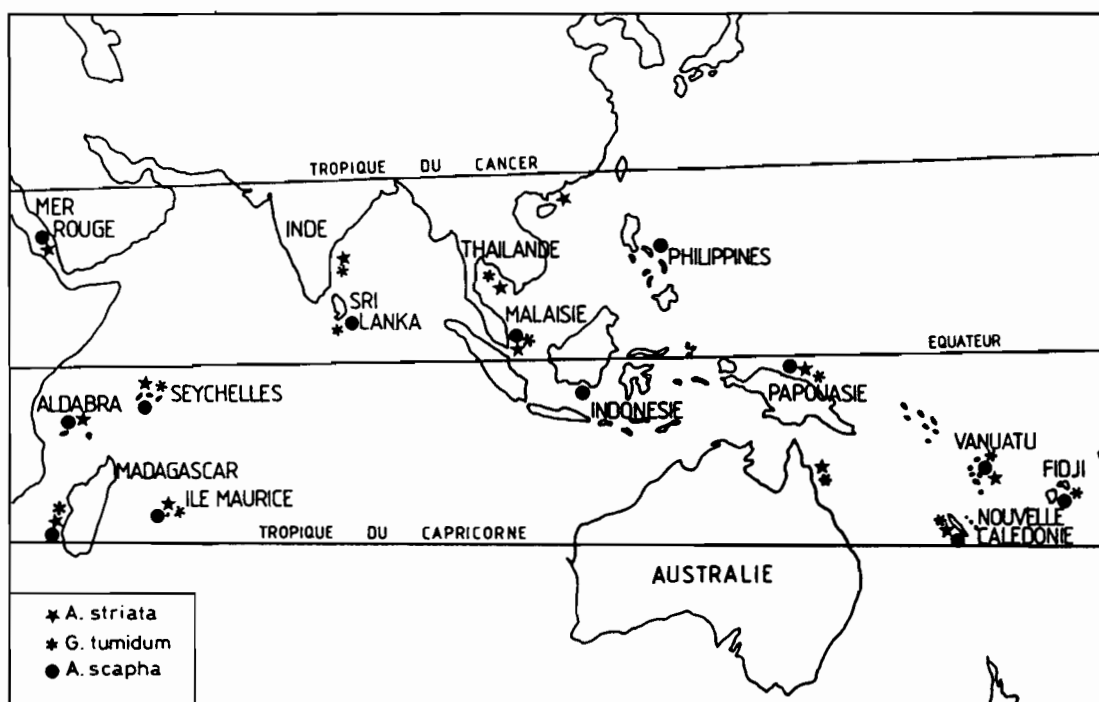 TROPIQUE DU CANCER
MER
ROUGE
INDE
THAILANDE
PHILIPPINES
SRI
LANKA
MALAISIE
EQUATEUR
SEYCHELLES
ALDABRA
INDONESIE
PAPOUASIE
VANUATU
FIDJI
MADAGASCAR
ILE MAURICE
NOUVELLE
CALEDONIE
TROPIQUE DU CAPRICORNE
AUSTRALIE
A. striata
G. tumidum
A. scapha